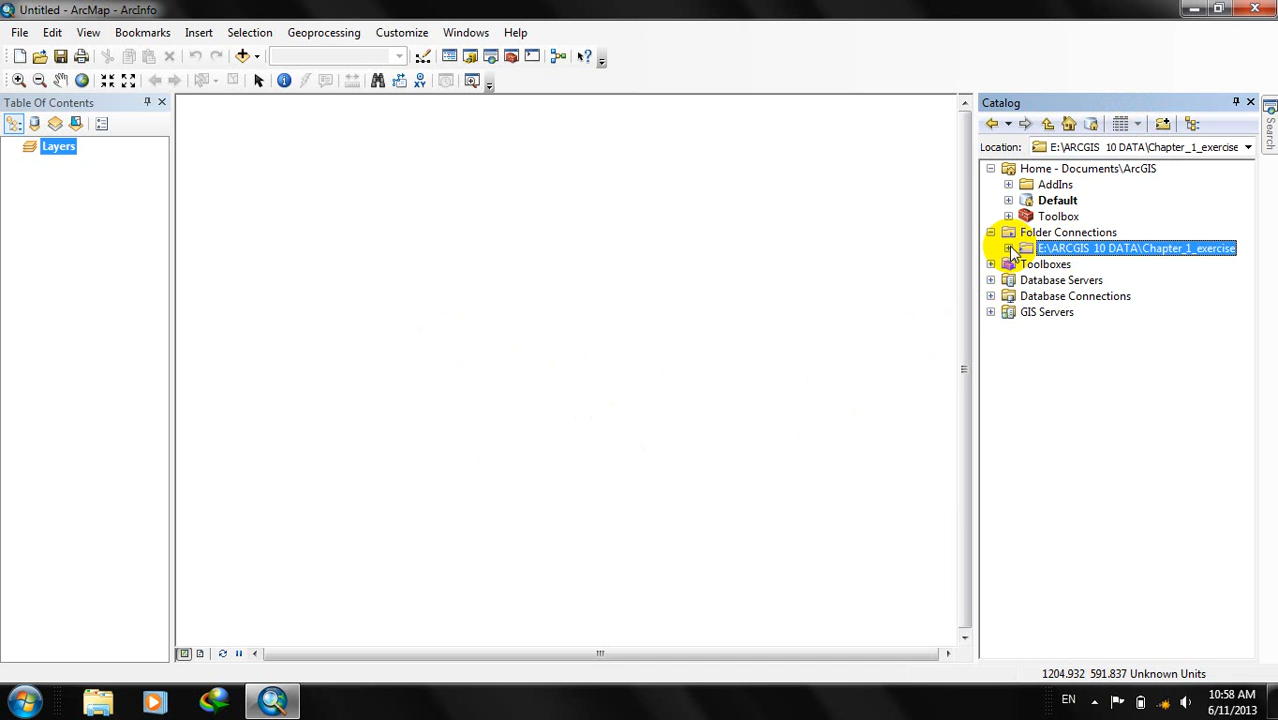 Untitled - ArcMap - ArcInfo
File Edit View Bookmarks Insert Selection Geoprocessing Customize Windows Help
Table Of Contents
Layers
Catalog
Location: E:\ARCGIS 10 DATA\Chapter_1_exercise
Home - Documents\ArcGIS
AddIns
Default
Toolbox
Folder Connections
E:\ARCGIS 10 DATA\Chapter_1_exercise
Toolboxes
Database Servers
Database Connections
GIS Servers
Search
1204.932 591.837 Unknown Units
EN
10:58 AM
6/11/2013